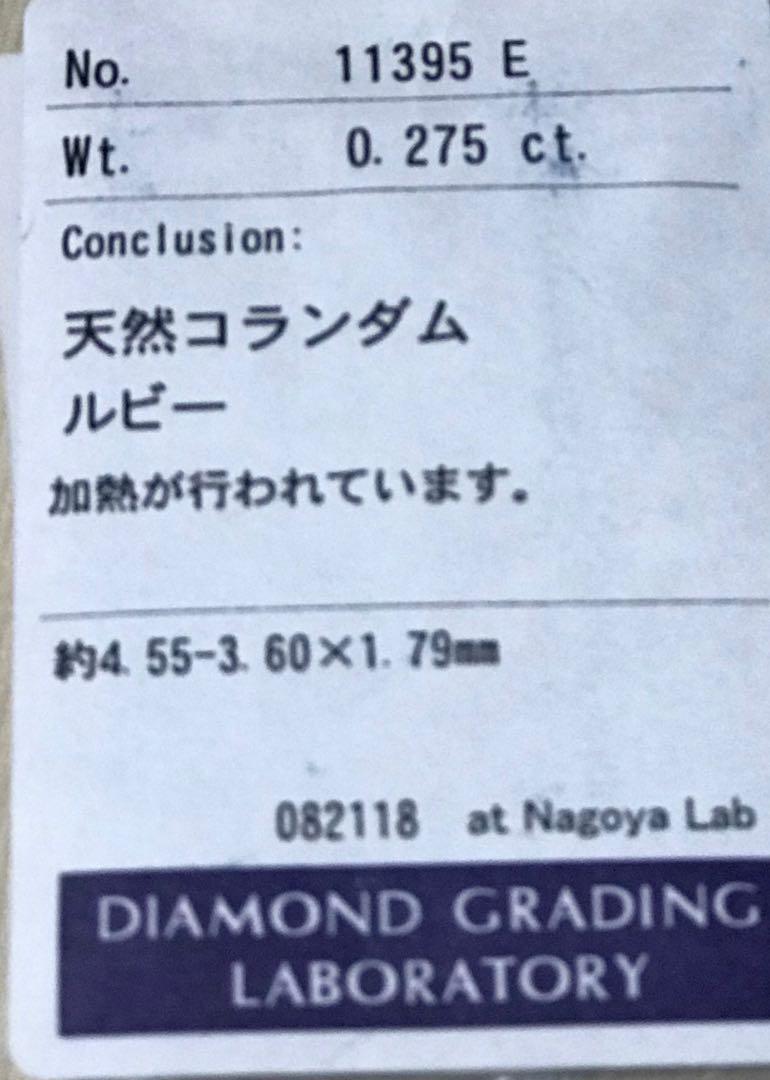 No. 11395 E
Wt. 0.275 ct.
Conclusion:
天然コランダム
ルビー
加熱が行われています。
約4.55-3.60×1.79mm
082118 at Nagoya Lab
DIAMOND GRADING
LABORATORY